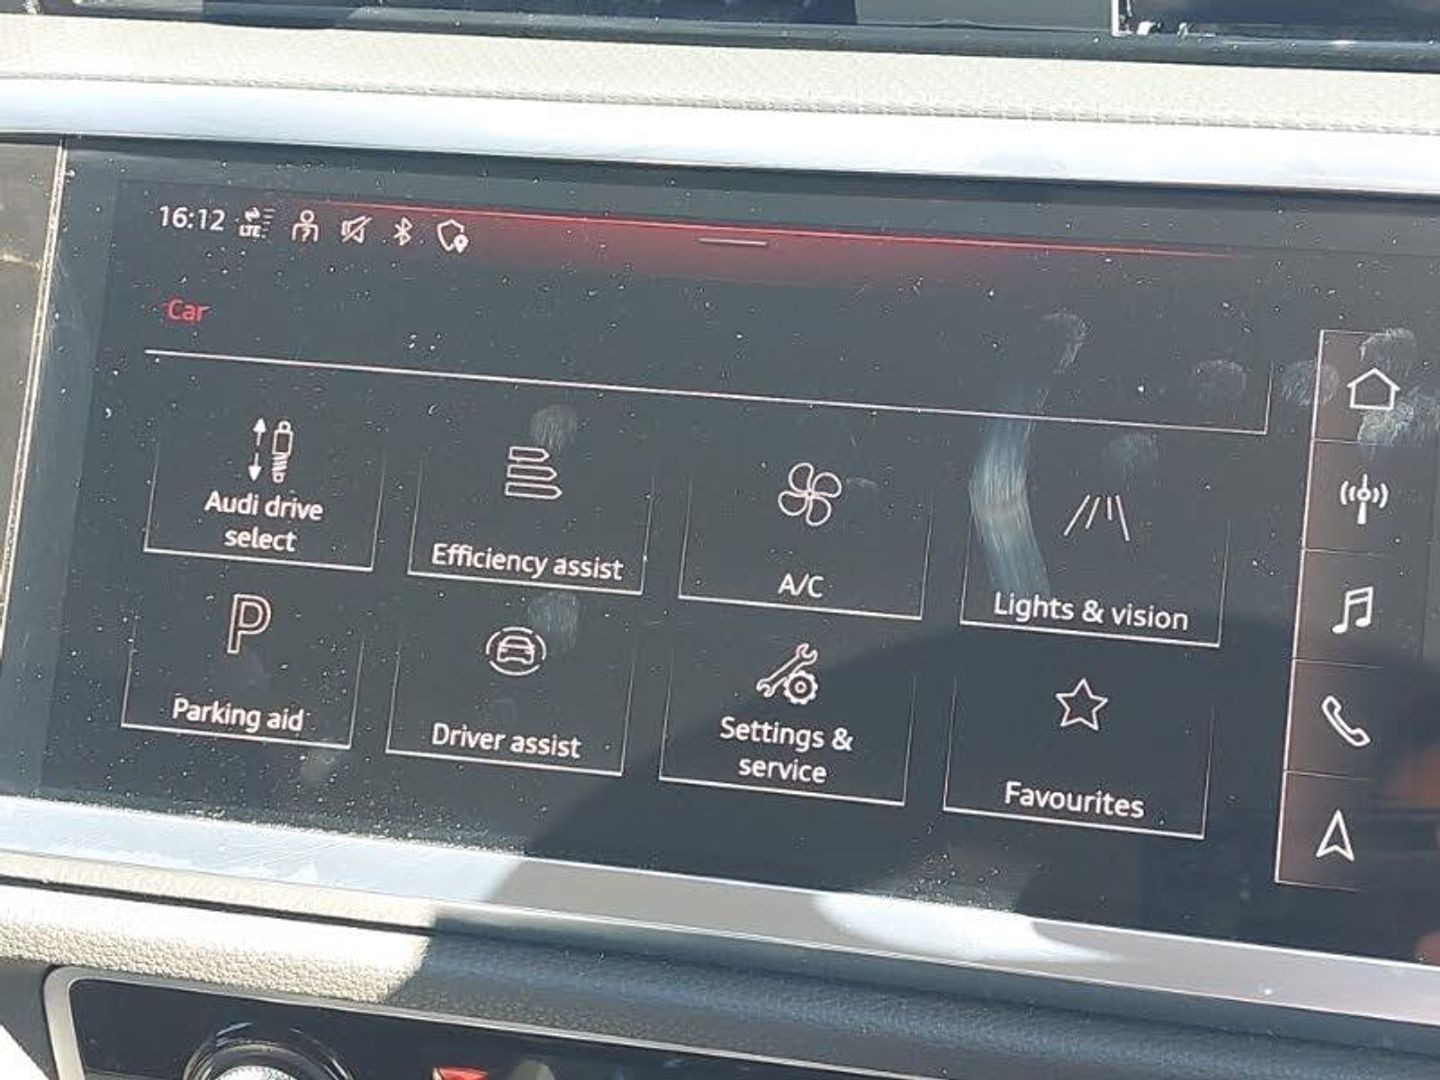 16:12 LTE
Car
Audi drive
select
Efficiency assist
A/C
Lights & vision
P
Parking aid
Driver assist
Settings &
service
Favourites